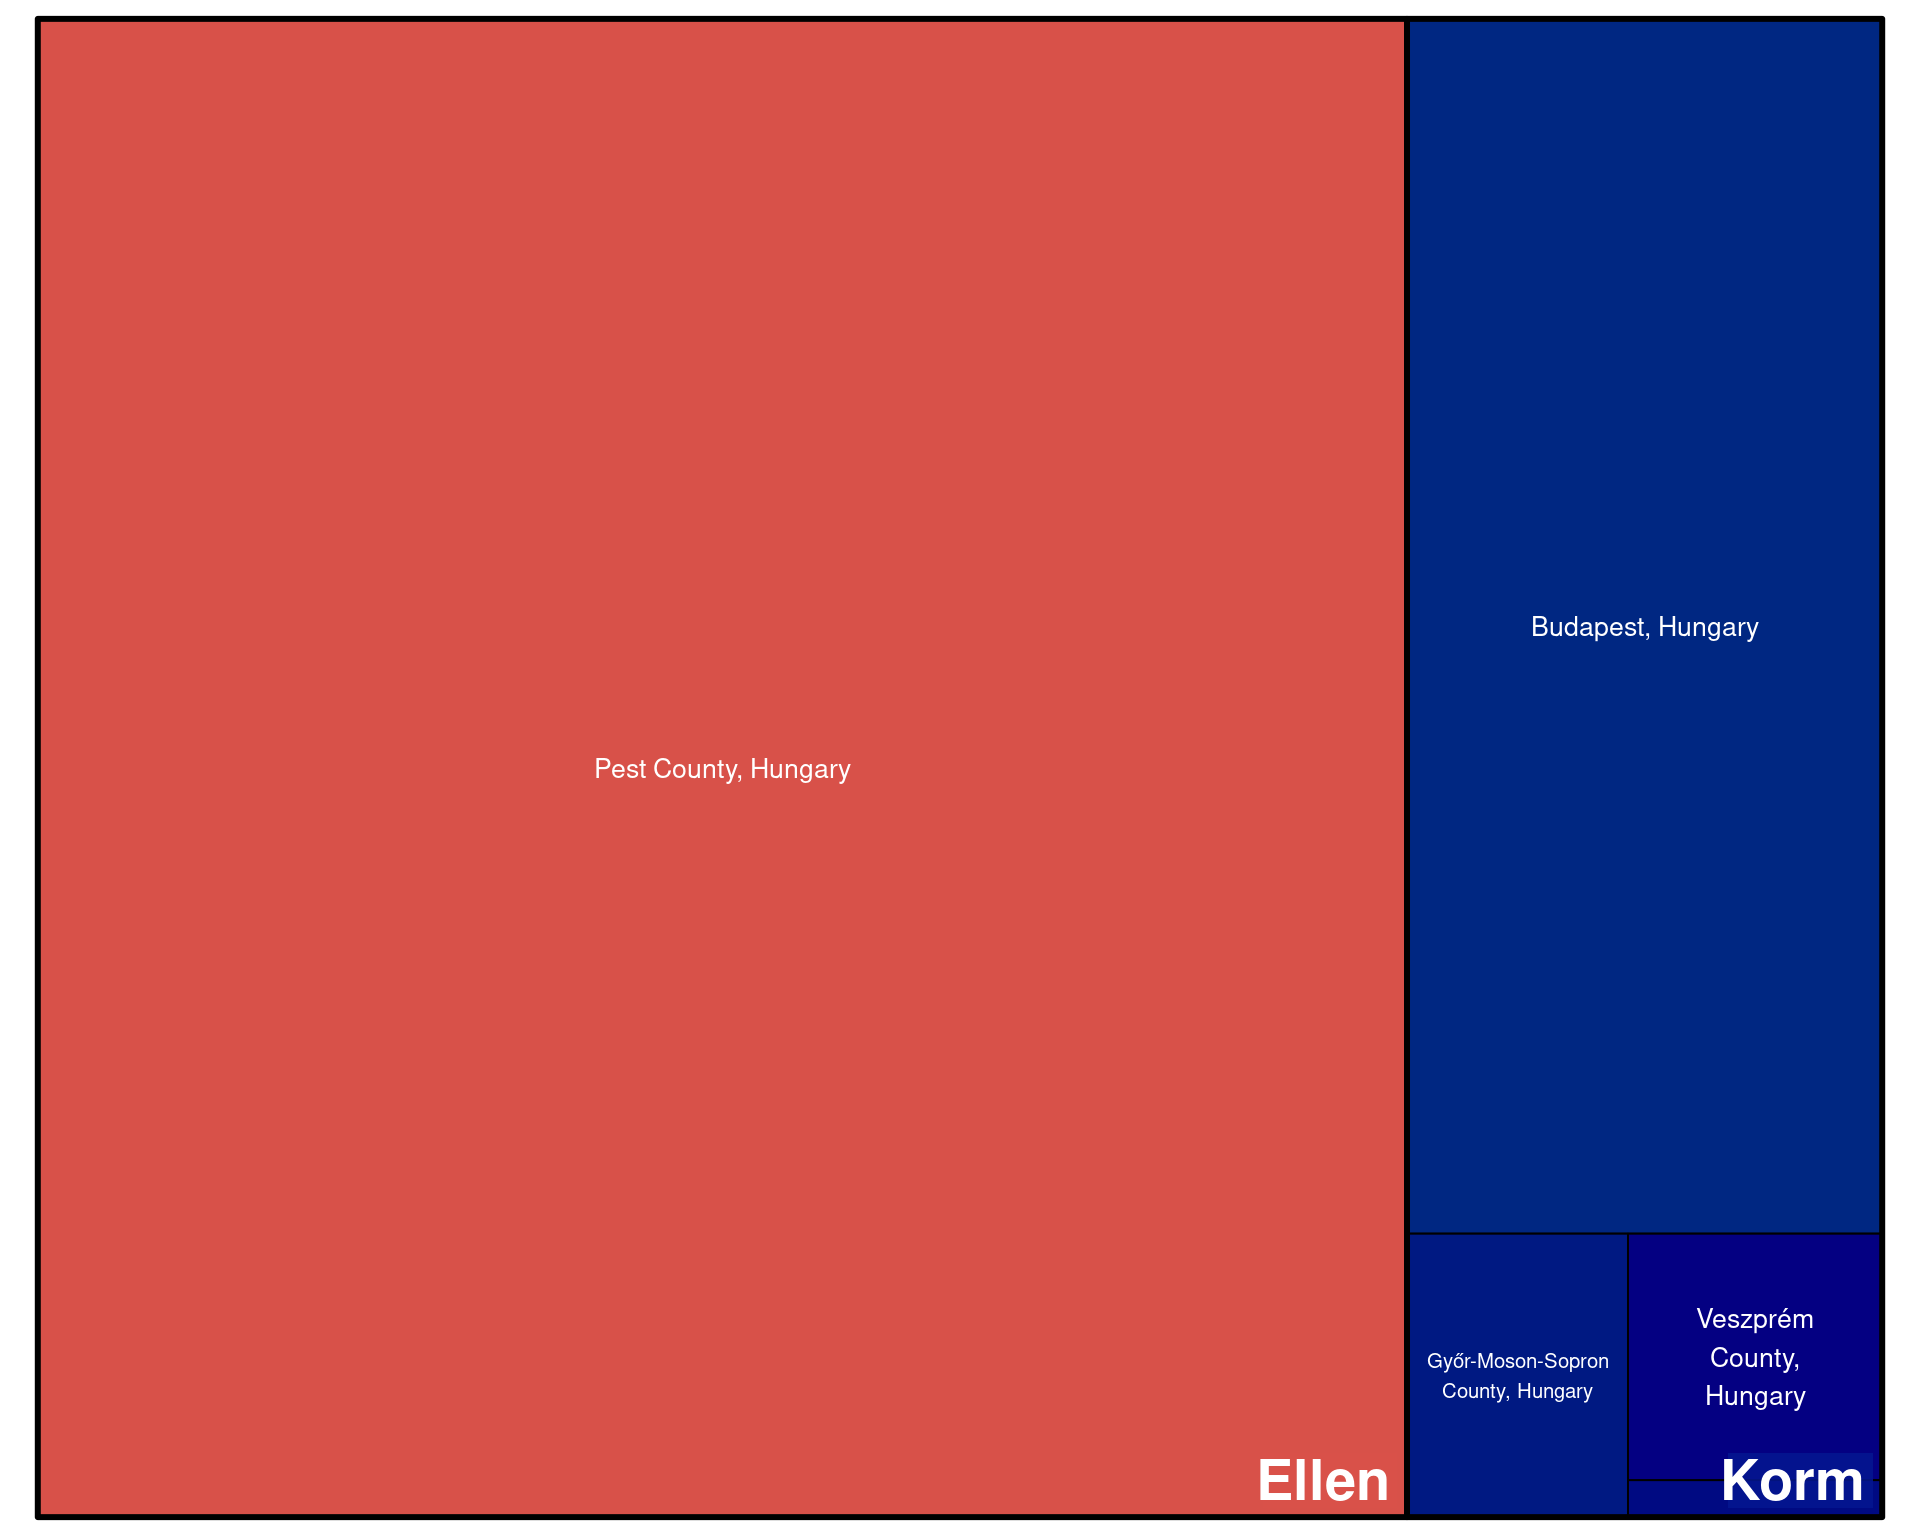 Pest County, Hungary
Ellen
Budapest, Hungary
Győr-Moson-Sopron
County, Hungary
Veszprém
County,
Hungary
Korm